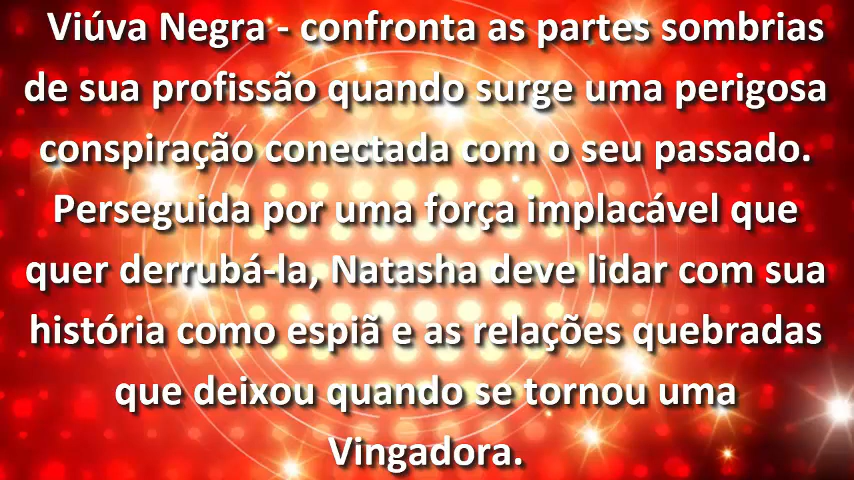 Viúva Negra - confronta as partes sombrias
de sua profissão quando surge uma perigosa
conspiração conectada com o seu passado.
Perseguida por uma força implacável que
quer derrubá-la, Natasha deve lidar com sua
história como espiã e as relações quebradas
que deixou quando se tornou uma
Vingadora.